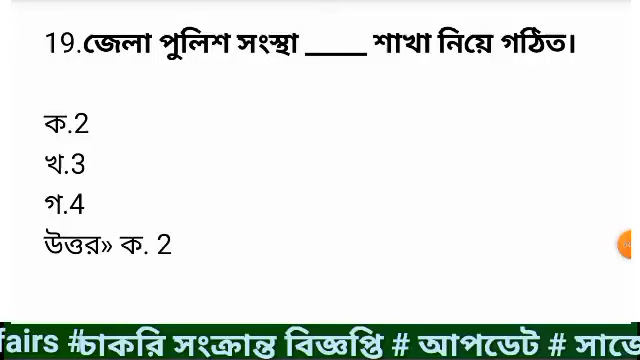 19.জেলা পুলিশ সংস্থা _____ শাখা নিয়ে গঠিত।
ক.2
খ.3
গ.4
উত্তর» ক. 2
fairs #চাকরি সংক্রান্ত বিজ্ঞপ্তি # আপডেট #